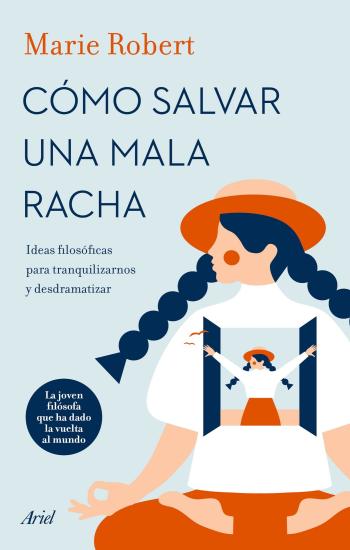 Marie Robert
CÓMO SALVAR
UNA MALA
RACHA
Ideas filosóficas
para tranquilizarnos
y desdramatizar
La joven
filósofa
que ha dado
la vuelta
al mundo
Ariel